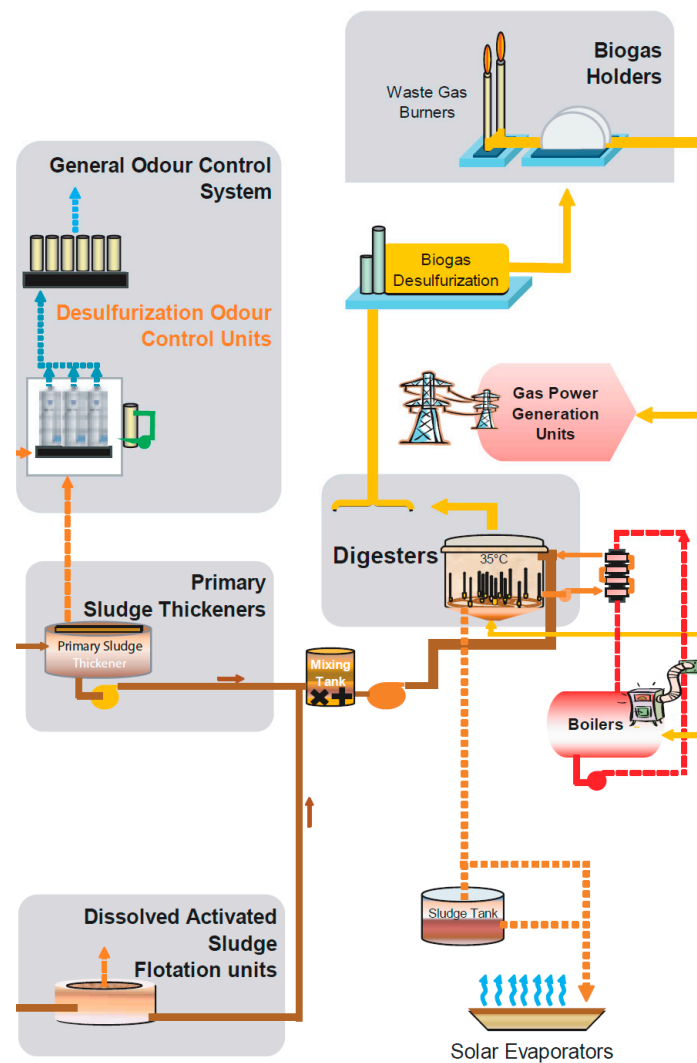 Biogas
Holders
Waste Gas
Burners
General Odour Control
System
Biogas
Desulfurization
Desulfurization Odour
Control Units
Gas Power
Generation
Units
Digesters
35°C
Primary
Sludge Thickeners
Primary Sludge
Thickener
Mixing
Tank
Boilers
Dissolved Activated
Sludge
Flotation units
Sludge Tank
Solar Evaporators